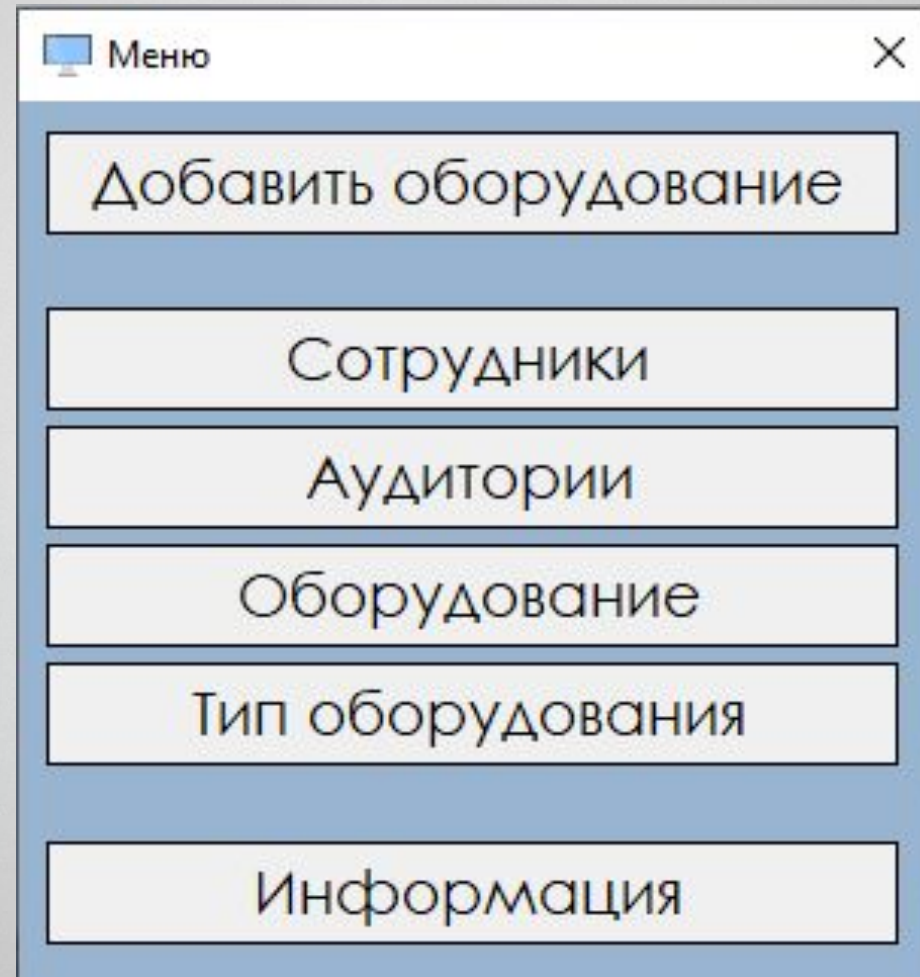 Меню
Добавить оборудование
Сотрудники
Аудитории
Оборудование
Тип оборудования
Информация